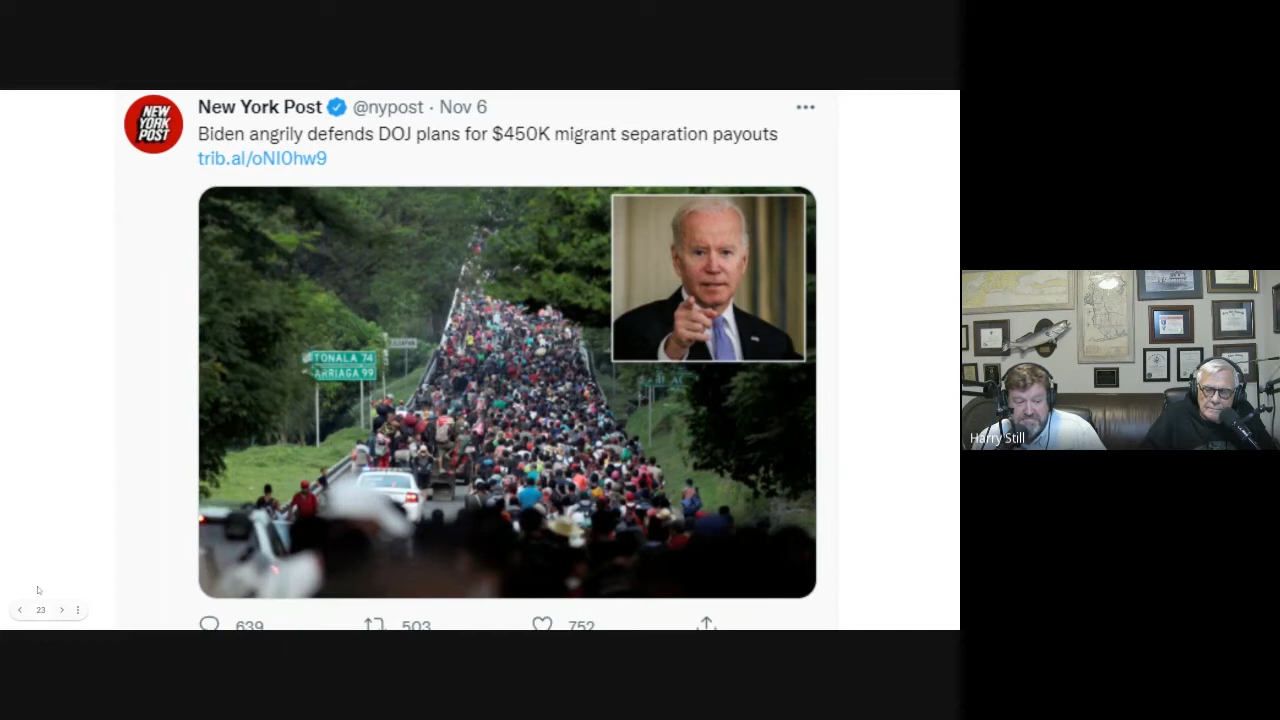 NEW
YORK
POST
New York Post @nypost · Nov 6
Biden angrily defends DOJ plans for $450K migrant separation payouts
trib.al/oNI0hw9
TONALA 74
ARRIAGA 99
639 503 752
23
Harry Still